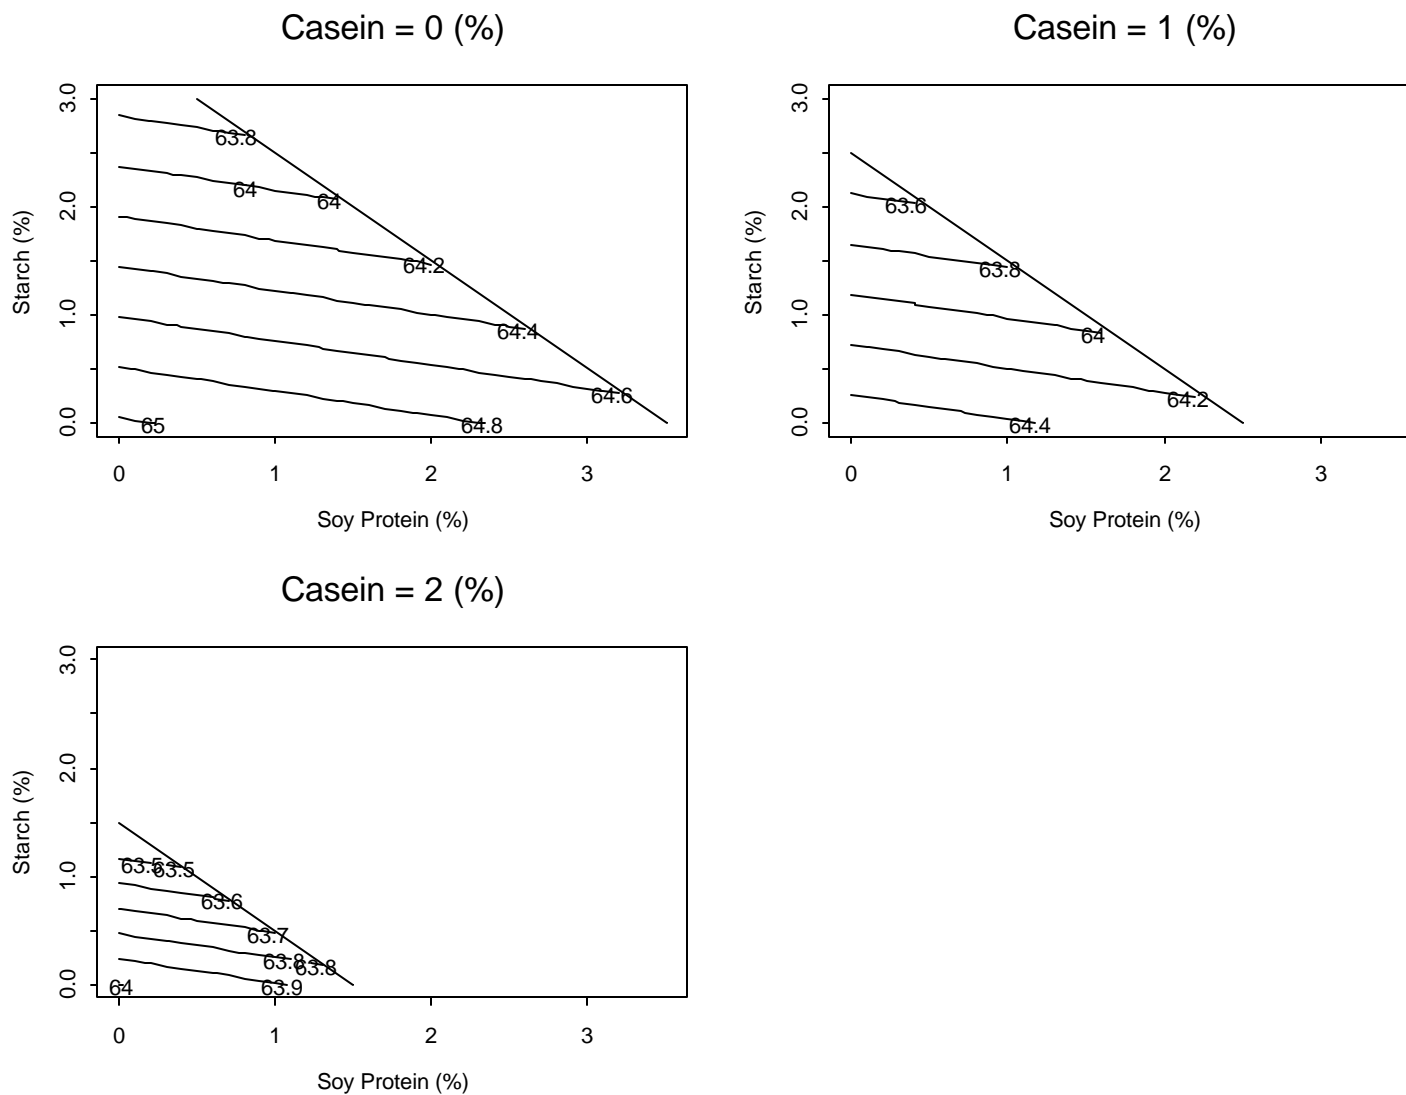 Casein = 0 (%)
Starch (%)
3.0
2.0
1.0
0.0
63.8
64
64
64.2
64.4
64.6
64.8
65
0 1 2 3
Soy Protein (%)
Casein = 1 (%)
Starch (%)
3.0
2.0
1.0
0.0
63.6
63.8
64
64.2
64.4
0 1 2 3
Soy Protein (%)
Casein = 2 (%)
Starch (%)
3.0
2.0
1.0
0.0
63.5
63.5
63.6
63.7
63.8
63.8
63.9
64
0 1 2 3
Soy Protein (%)